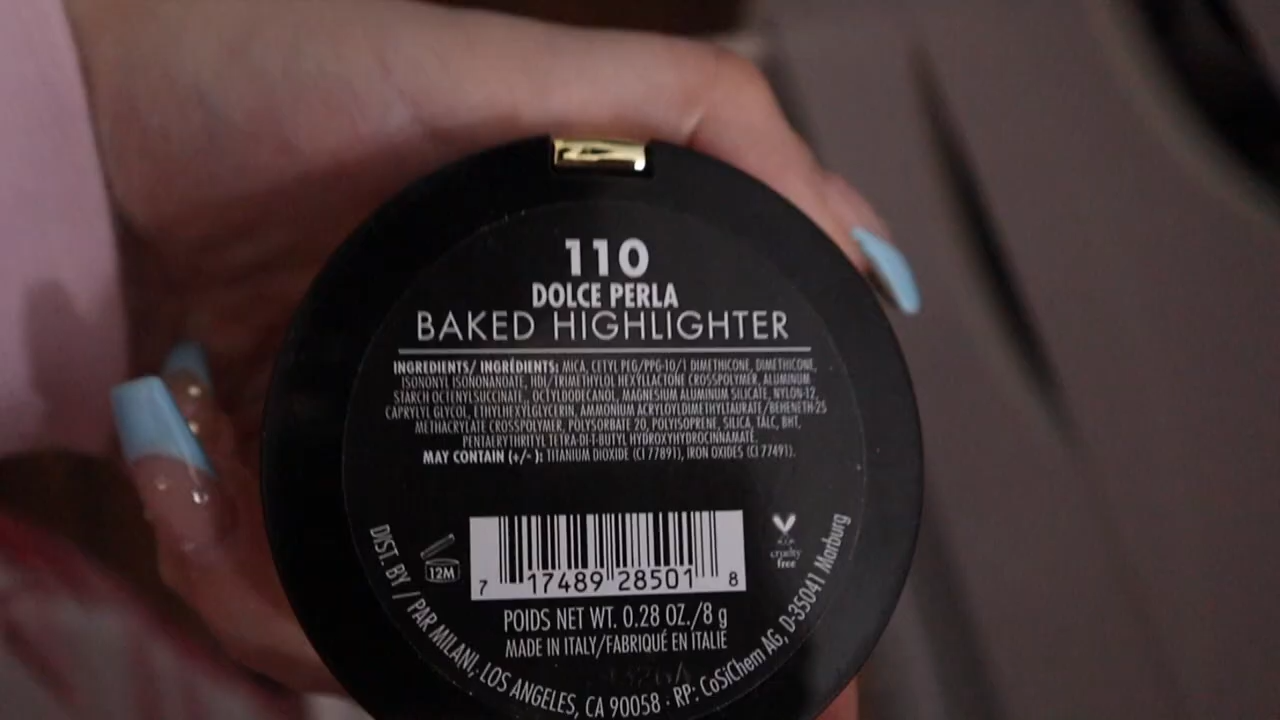 110
DOLCE PERLA
BAKED HIGHLIGHTER
INGREDIENTS/ INGRÉDIENTS: MICA, CETYL PEG/PPG-10/1 DIMETHICONE, DIMETHICONE,
ISONONYL ISONONANOATE, HDI/TRIMETHYLOL HEXYLLACTONE CROSSPOLYMER, ALUMINUM
STARCH OCTENYLSUCCINATE, OCTYLDODECANOL, MAGNESIUM ALUMINUM SILICATE, NYLON-12,
CAPRYLYL GLYCOL, ETHYLHEXYLGLYCERIN, AMMONIUM ACRYLOYLDIMETHYLTAURATE/BEHENETH-25
METHACRYLATE CROSSPOLYMER, POLYSORBATE 20, POLYISOPRENE, SILICA, TALC, BHT,
PENTAERYTHRITYL TETRA-DI-T-BUTYL HYDROXYHYDROCINNAMATE.
MAY CONTAIN (+/- ): TITANIUM DIOXIDE (CI 77891), IRON OXIDES (CI 77491).
12M
7 17489 28501 8
cruelty
free
POIDS NET WT. 0.28 OZ./8 g
MADE IN ITALY/FABRIQUÉ EN ITALIE
DIST. BY / PAR MILANI, LOS ANGELES, CA 90058 · RP: CoSiChem AG, D-35041 Marburg